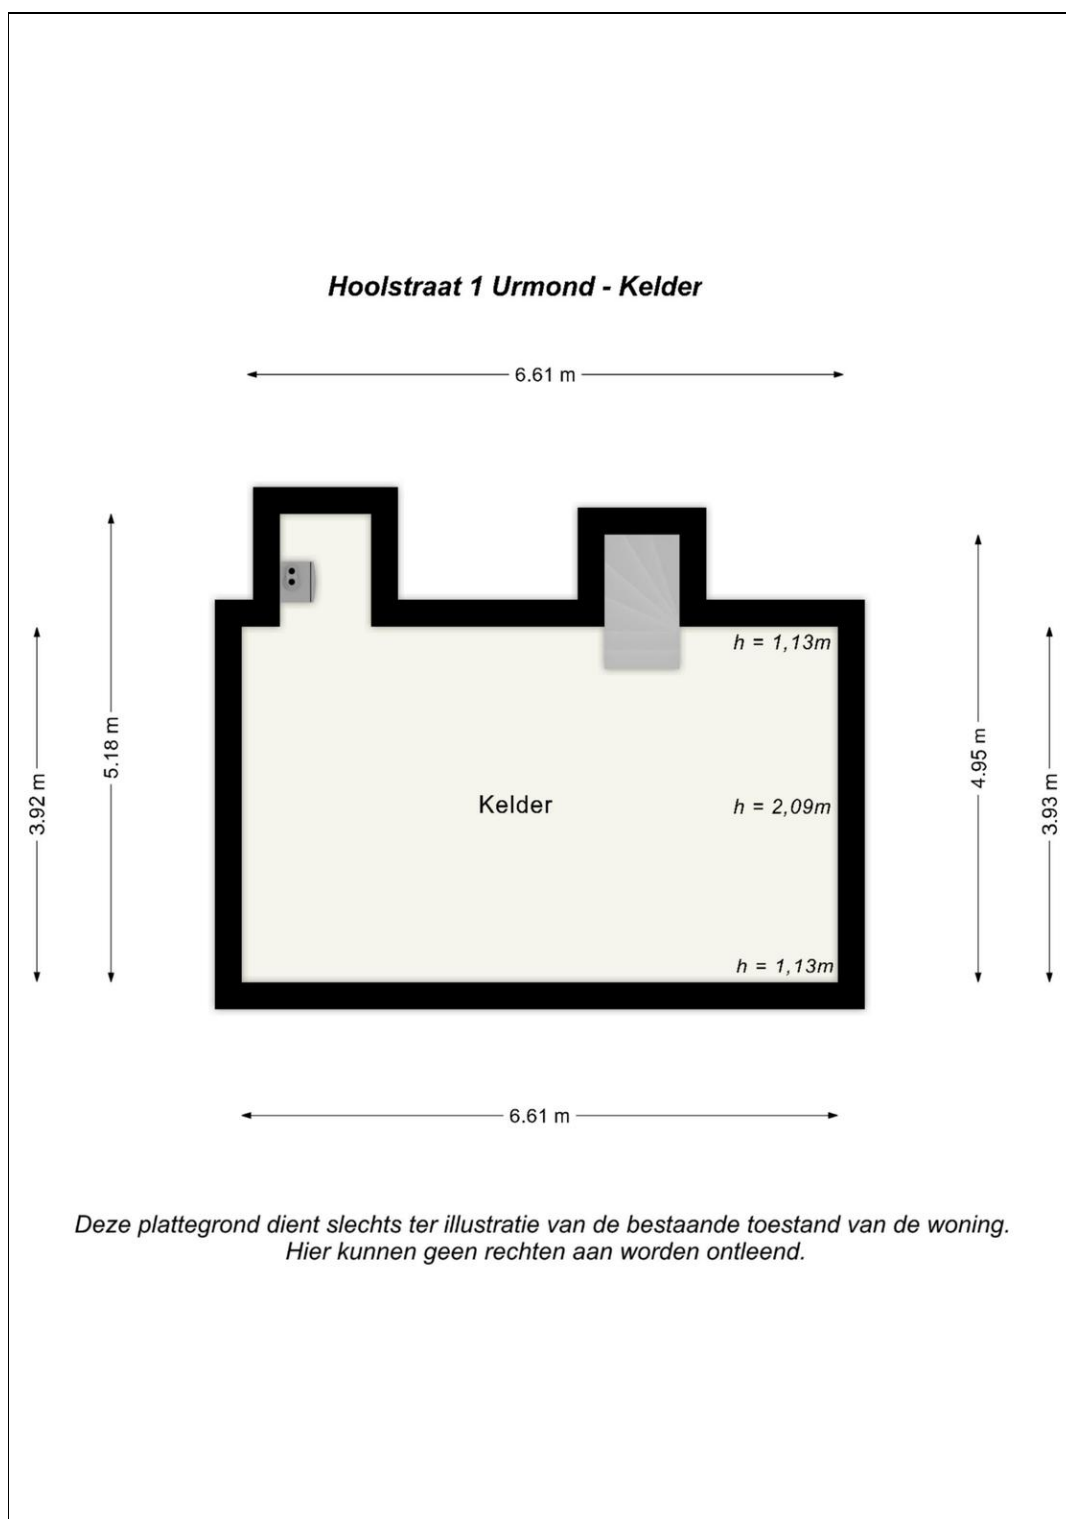 Hoolstraat 1 Urmond - Kelder
6.61 m
h = 1,13m
5.18 m
4.95 m
3.92 m
Kelder
h = 2,09m
3.93 m
h = 1,13m
6.61 m
Deze plattegrond dient slechts ter illustratie van de bestaande toestand van de woning.
Hier kunnen geen rechten aan worden ontleend.